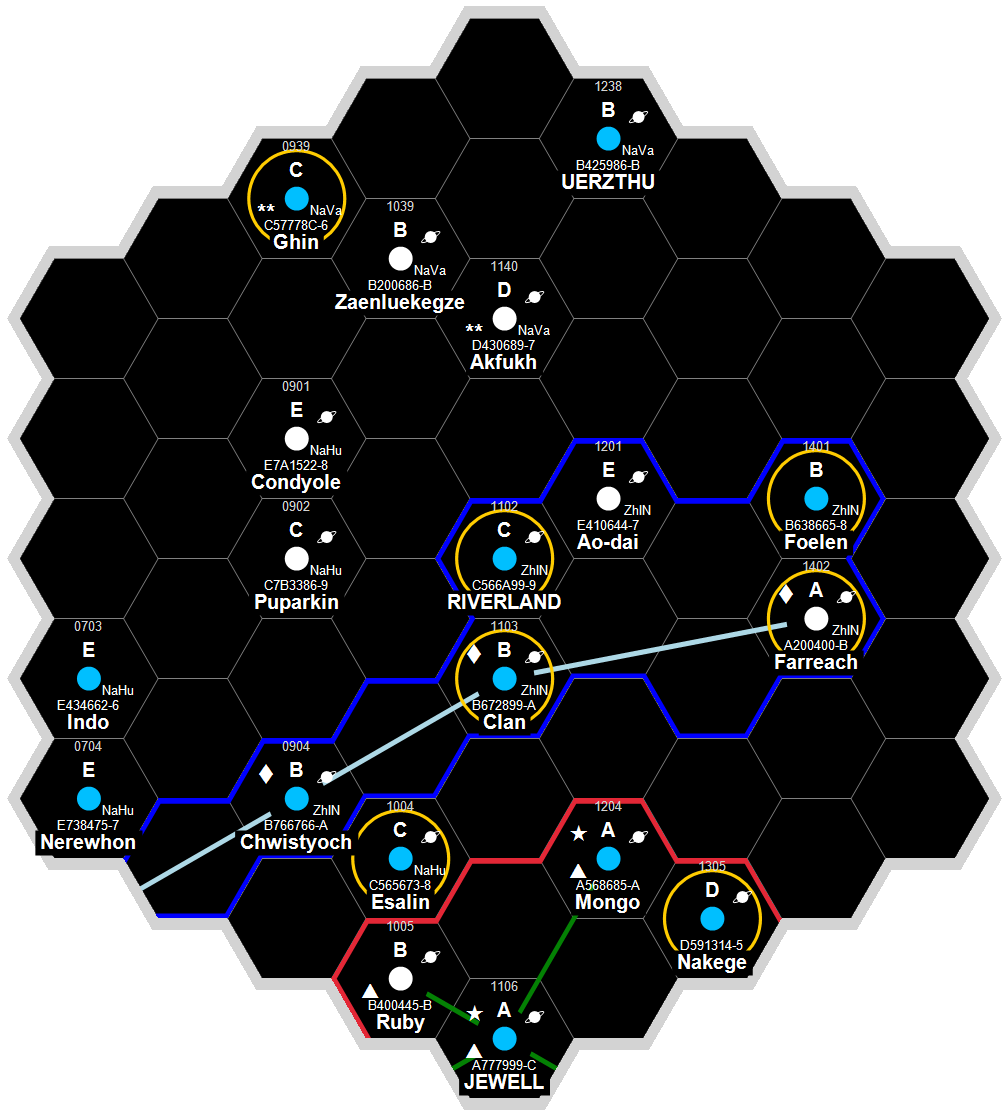 1238
B
NaVa
B425986-B
UERZTHU
0939
C
** NaVa
C57778C-6
Ghin
1039
B
NaVa
B200686-B
Zaenluekegze
1140
D
** NaVa
D430689-7
Akfukh
0901
E
NaHu
E7A1522-8
Condyole
1201
E
ZhIN
E410644-7
Ao-dai
1401
B
ZhIN
B638665-8
Foelen
0902
C
NaHu
C7B3386-9
Puparkin
1102
C
ZhIN
C566A99-9
RIVERLAND
1402
A
ZhIN
A200400-B
Farreach
0703
E
NaHu
E434662-6
Indo
1103
B
ZhIN
B672899-A
Clan
0704
E
NaHu
E738475-7
Nerewhon
0904
B
ZhIN
B766766-A
Chwistyoch
1004
C
NaHu
C565673-8
Esalin
1204
A
A568685-A
Mongo
1305
D
D591314-5
Nakege
1005
B
B400445-B
Ruby
1106
A
A777999-C
JEWELL